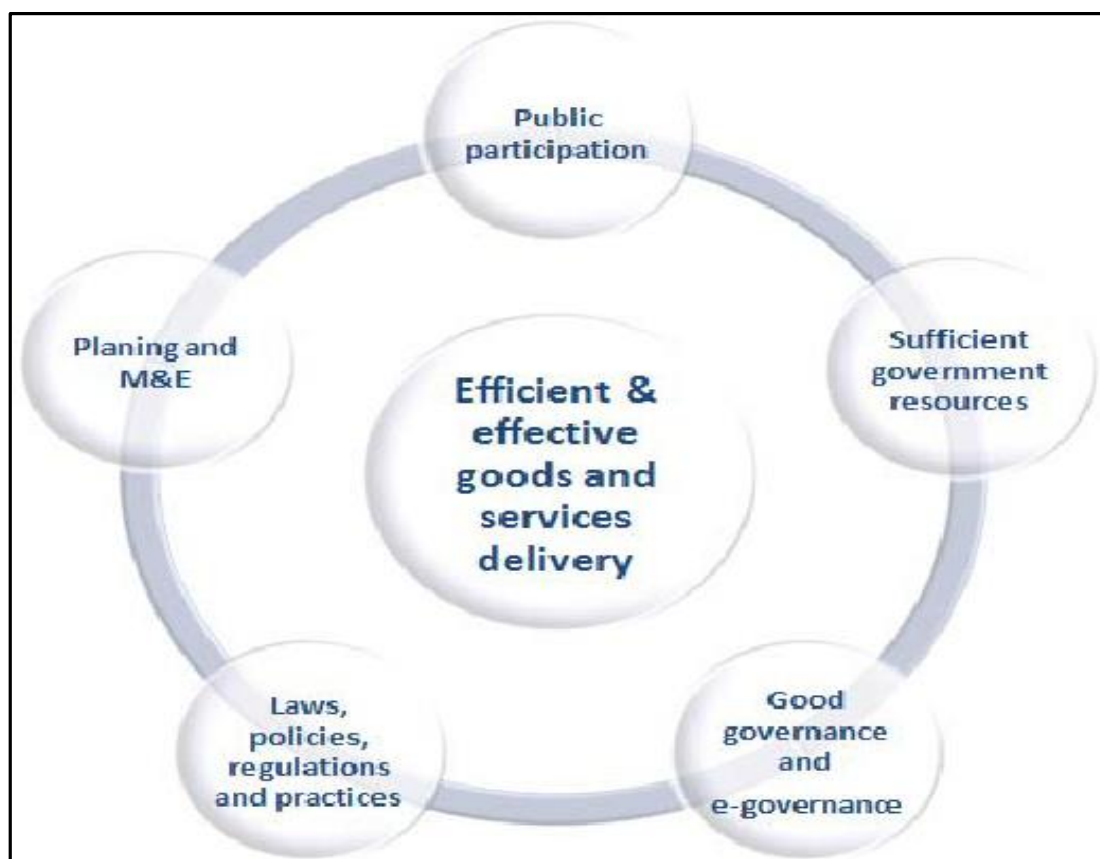 Public
participation
Sufficient
government
resources
Good
governance
and
e-governance
Laws,
policies,
regulations
and practices
Planing and
M&E
Efficient &
effective
goods and
services
delivery